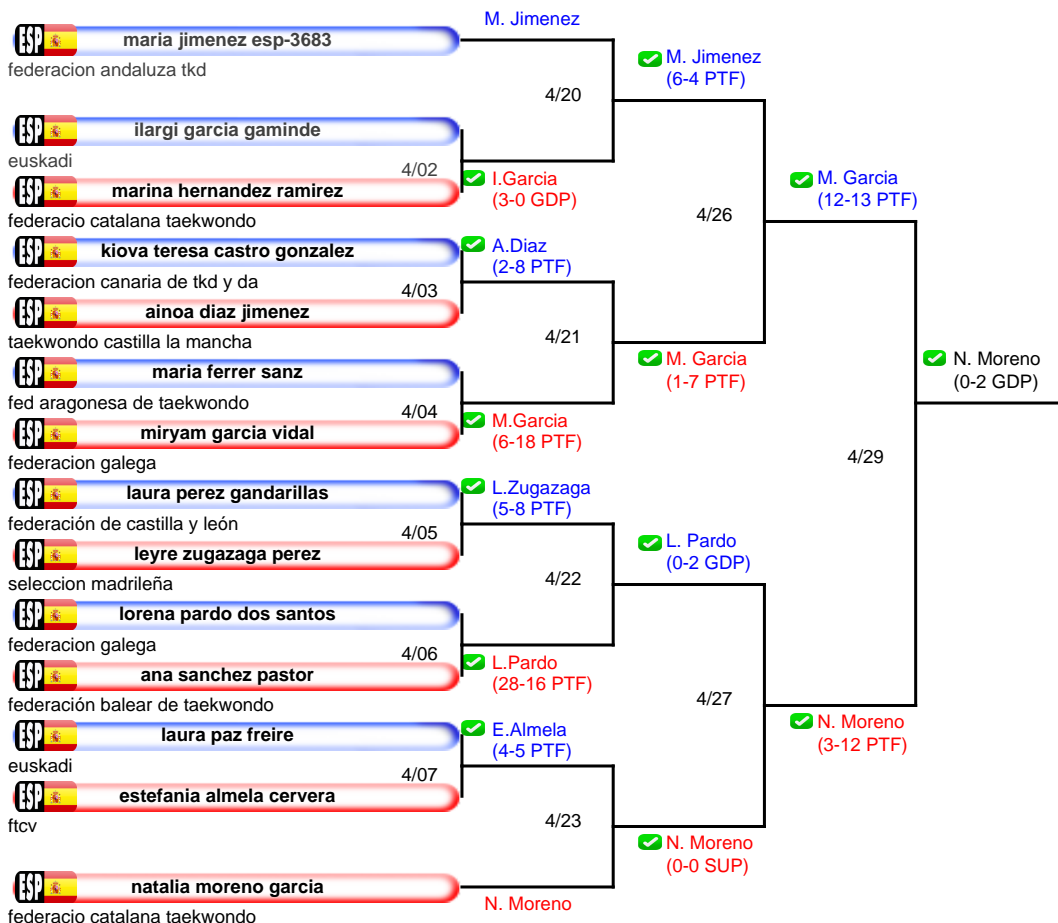 M. Jimenez
ESP maria jimenez esp-3683
federacion andaluza tkd
M. Jimenez
(6-4 PTF)
4/20
ESP ilargi garcia gaminde
euskadi
4/02
I.Garcia
(3-0 GDP)
ESP marina hernandez ramirez
federacio catalana taekwondo
M. Garcia
(12-13 PTF)
4/26
ESP kiova teresa castro gonzalez
A.Diaz
(2-8 PTF)
federacion canaria de tkd y da
4/03
ESP ainoa diaz jimenez
taekwondo castilla la mancha
4/21
M. Garcia
(1-7 PTF)
N. Moreno
(0-2 GDP)
ESP maria ferrer sanz
fed aragonesa de taekwondo
4/04
M.Garcia
(6-18 PTF)
ESP miryam garcia vidal
federacion galega
4/29
ESP laura perez gandarillas
L.Zugazaga
(5-8 PTF)
federación de castilla y león
4/05
ESP leyre zugazaga perez
seleccion madrileña
L. Pardo
(0-2 GDP)
4/22
ESP lorena pardo dos santos
federacion galega
4/06
L.Pardo
(28-16 PTF)
ESP ana sanchez pastor
federación balear de taekwondo
4/27
N. Moreno
(3-12 PTF)
ESP laura paz freire
E.Almela
(4-5 PTF)
euskadi
4/07
ESP estefania almela cervera
ftcv
4/23
N. Moreno
(0-0 SUP)
ESP natalia moreno garcia
N. Moreno
federacio catalana taekwondo